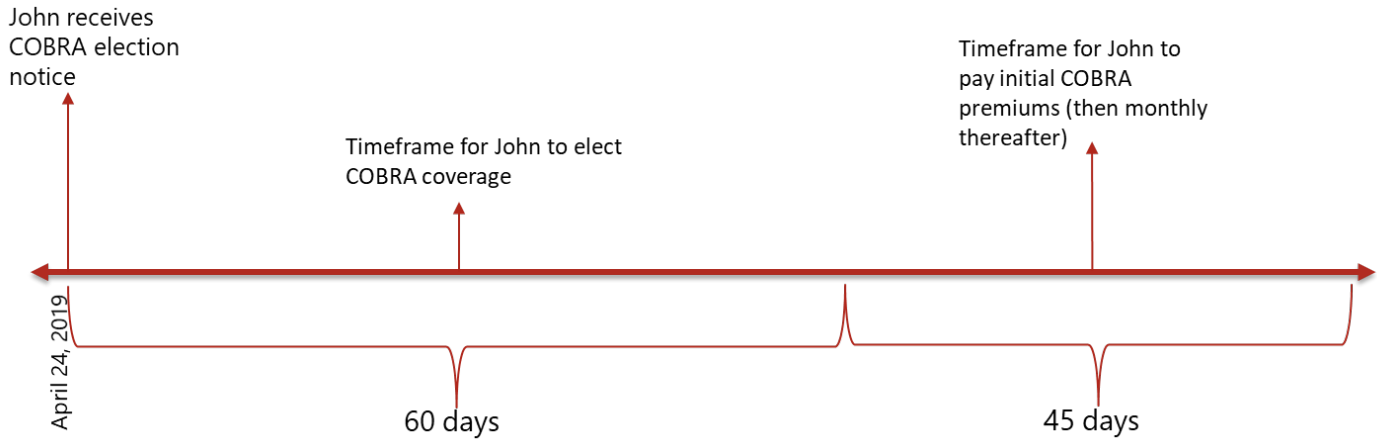 John receives
COBRA election
notice
Timeframe for John to
pay initial COBRA
premiums (then monthly
thereafter)
Timeframe for John to elect
COBRA coverage
April 24, 2019
60 days
45 days